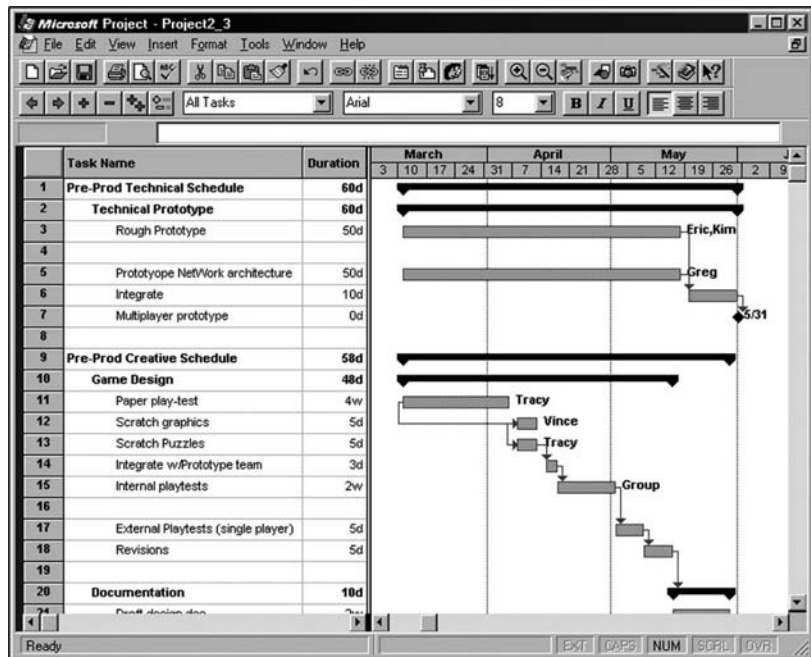 Microsoft Project - Project2_3
File Edit View Insert Format Tools Window Help
All Tasks Arial 8 B I U
Task Name Duration March April May J
3 10 17 24 31 7 14 21 28 5 12 19 26 2 9
1 Pre-Prod Technical Schedule 60d
2 Technical Prototype 60d
3 Rough Prototype 50d Eric,Kim
4
5 Prototyope NetWork architecture 50d Greg
6 Integrate 10d
7 Multiplayer prototype 0d 5/31
8
9 Pre-Prod Creative Schedule 58d
10 Game Design 48d
11 Paper play-test 4w Tracy
12 Scratch graphics 5d Vince
13 Scratch Puzzles 5d Tracy
14 Integrate w/Prototype team 3d
15 Internal playtests 2w Group
16
17 External Playtests (single player) 5d
18 Revisions 5d
19
20 Documentation 10d
21 Draft design doc
Ready EXT CAPS NUM SCRL OVR